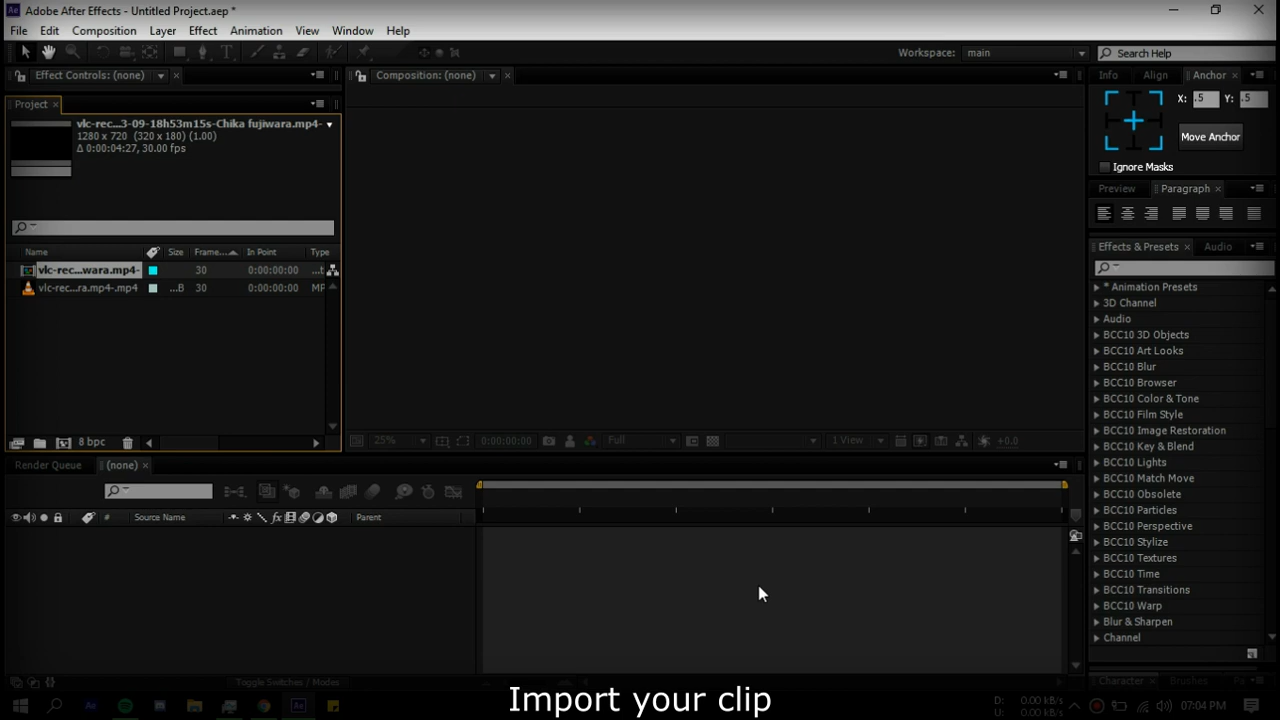 Adobe After Effects - Untitled Project.aep *
File Edit Composition Layer Effect Animation View Window Help
Workspace: main Search Help
Effect Controls: (none) Composition: (none) Info Align Anchor
X: .5 Y: .5
Move Anchor
Ignore Masks
Project
vlc-rec...3-09-18h53m15s-Chika fujiwara.mp4-
1280 x 720 (320 x 180) (1.00)
Δ 0:00:04:27, 30.00 fps
Preview Paragraph
Effects & Presets Audio
Name Size Frame... In Point Type
vlc-rec...wara.mp4- 30 0:00:00:00 ...t
vlc-rec...ra.mp4-.mp4 ...B 30 0:00:00:00 MP
* Animation Presets
3D Channel
Audio
BCC10 3D Objects
BCC10 Art Looks
BCC10 Blur
BCC10 Browser
BCC10 Color & Tone
BCC10 Film Style
BCC10 Image Restoration
BCC10 Key & Blend
BCC10 Lights
BCC10 Match Move
BCC10 Obsolete
BCC10 Particles
BCC10 Perspective
BCC10 Stylize
BCC10 Textures
BCC10 Time
BCC10 Transitions
BCC10 Warp
Blur & Sharpen
Channel
8 bpc
25% 0:00:00:00 Full 1 View +0.0
Render Queue (none)
# Source Name fx Parent
Toggle Switches / Modes
Character Brushes Pa
Import your clip
D: 0.00 kB/s
U: 0.00 kB/s
07:04 PM